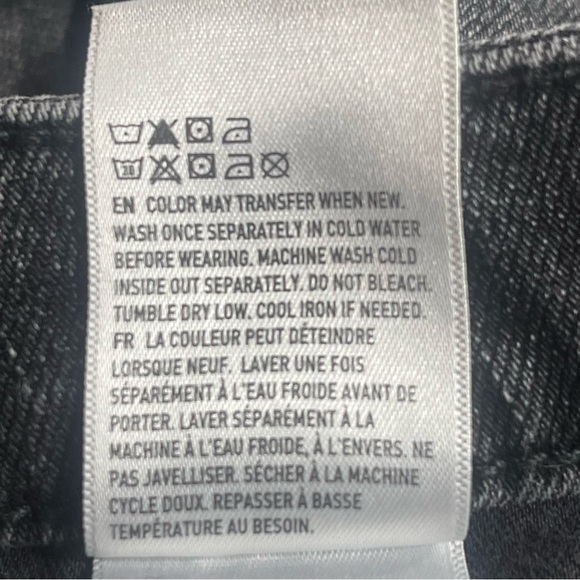 30
EN COLOR MAY TRANSFER WHEN NEW.
WASH ONCE SEPARATELY IN COLD WATER
BEFORE WEARING. MACHINE WASH COLD
INSIDE OUT SEPARATELY. DO NOT BLEACH.
TUMBLE DRY LOW. COOL IRON IF NEEDED.
FR LA COULEUR PEUT DÉTEINDRE
LORSQUE NEUF. LAVER UNE FOIS
SÉPARÉMENT À L'EAU FROIDE AVANT DE
PORTER. LAVER SÉPARÉMENT À LA
MACHINE À L'EAU FROIDE, À L'ENVERS. NE
PAS JAVELLISER. SÉCHER À LA MACHINE
CYCLE DOUX. REPASSER À BASSE
TEMPÉRATURE AU BESOIN.